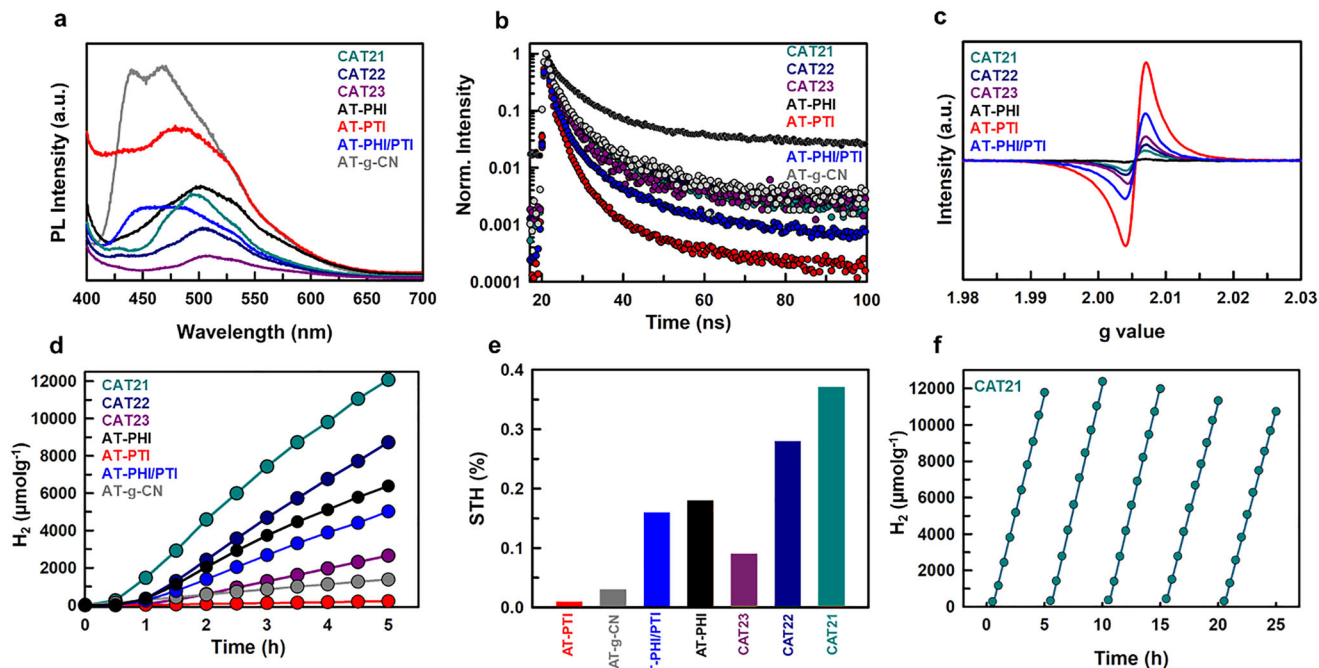 a
PL Intensity (a.u.)
CAT21
CAT22
CAT23
AT-PHI
AT-PTI
AT-PHI/PTI
AT-g-CN
400 450 500 550 600 650 700
Wavelength (nm)
b
Norm. Intensity
1
0.1
0.01
0.001
0.0001
CAT21
CAT22
CAT23
AT-PHI
AT-PTI
AT-PHI/PTI
AT-g-CN
20 40 60 80 100
Time (ns)
c
Intensity (a.u.)
CAT21
CAT22
CAT23
AT-PHI
AT-PTI
AT-PHI/PTI
1.98 1.99 2.00 2.01 2.02 2.03
g value
d
H₂ (µmolg⁻¹)
12000
10000
8000
6000
4000
2000
0
CAT21
CAT22
CAT23
AT-PHI
AT-PTI
AT-PHI/PTI
AT-g-CN
0 1 2 3 4 5
Time (h)
e
STH (%)
0.4
0.3
0.2
0.1
0.0
AT-PTI
AT-g-CN
T-PHI/PTI
AT-PHI
CAT23
CAT22
CAT21
f
H₂ (µmolg⁻¹)
12000
10000
8000
6000
4000
2000
0
CAT21
0 5 10 15 20 25
Time (h)